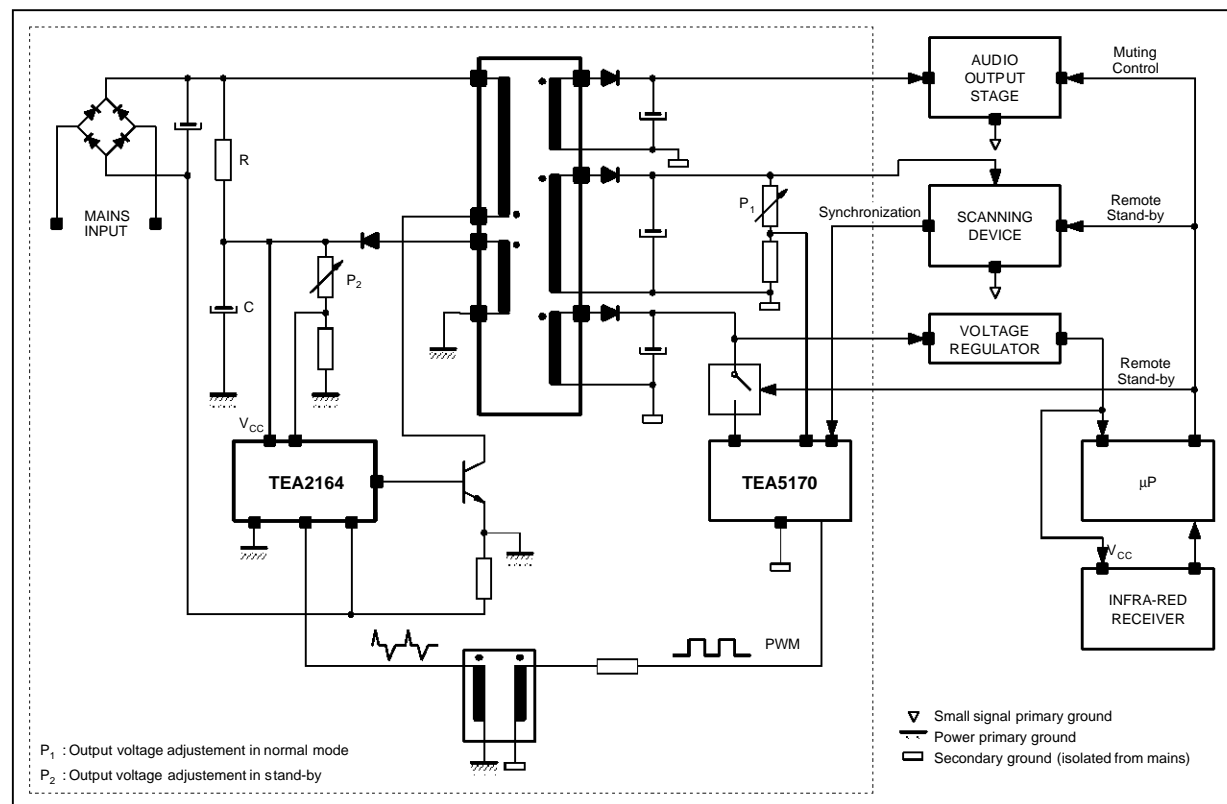 AUDIO
OUTPUT
STAGE
Muting
Control
R
MAINS
INPUT
P1
Synchronization
SCANNING
DEVICE
Remote
Stand-by
P2
C
VOLTAGE
REGULATOR
Remote
Stand-by
VCC
TEA2164
TEA5170
µP
VCC
INFRA-RED
RECEIVER
PWM
P1 : Output voltage adjustement in normal mode
P2 : Output voltage adjustement in stand-by
Small signal primary ground
Power primary ground
Secondary ground (isolated from mains)